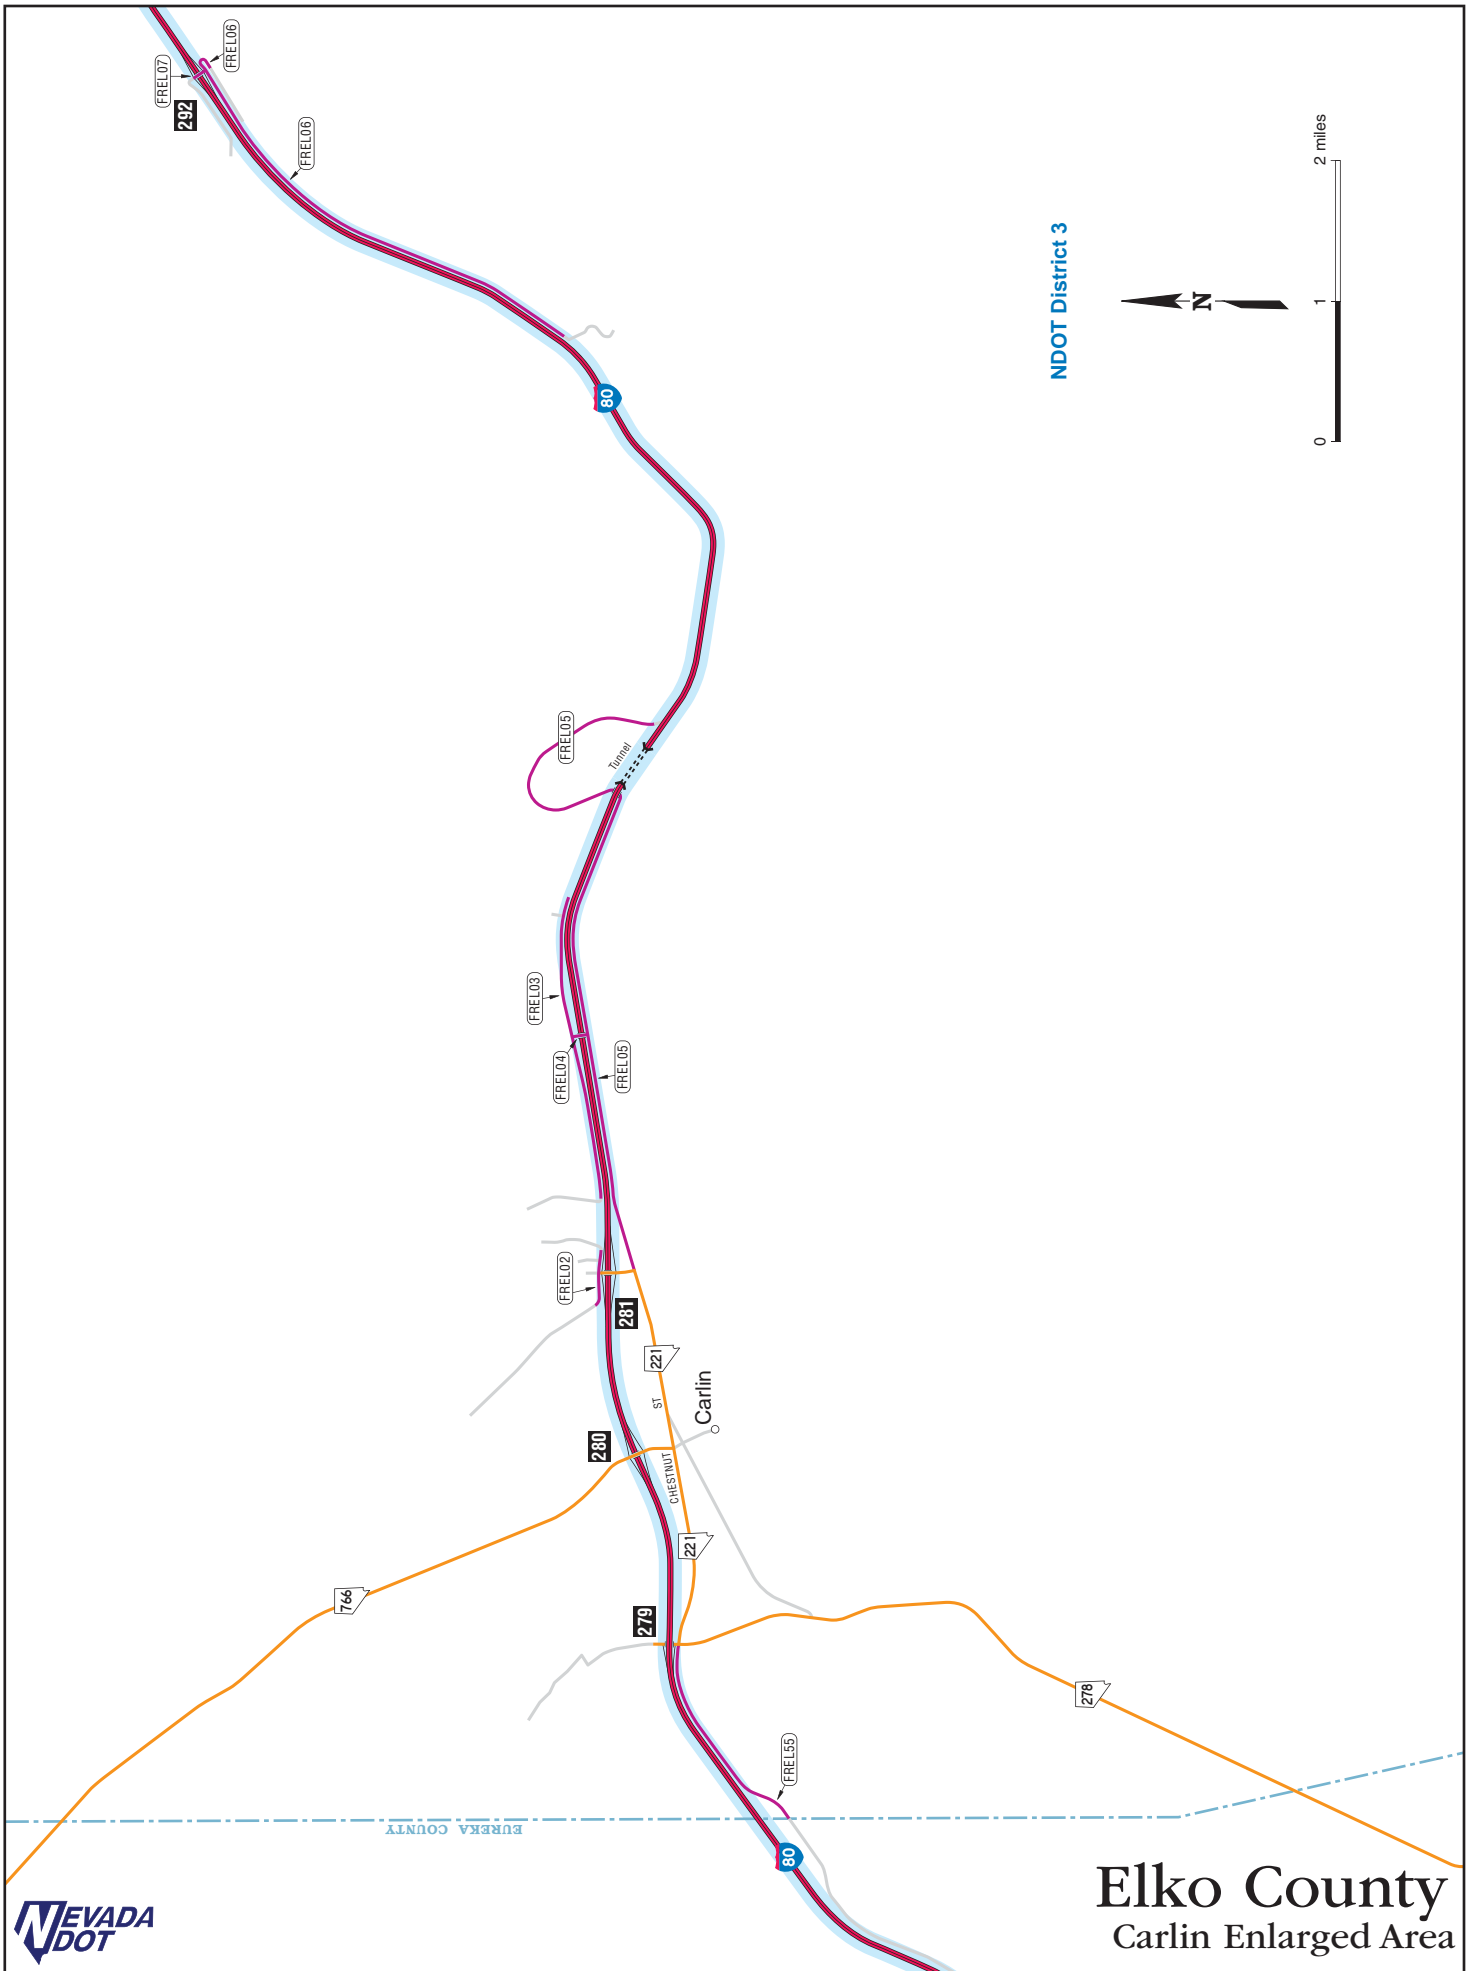 FREL06
FREL07
292
FREL06
2 miles
1
0
NDOT District 3
N
80
FREL05
Tunnel
FREL03
FREL04
FREL05
FREL02
281
221
ST
Carlin
280
CHESTNUT
221
766
279
278
FREL55
EUREKA COUNTY
80
NEVADA
DOT
Elko County
Carlin Enlarged Area